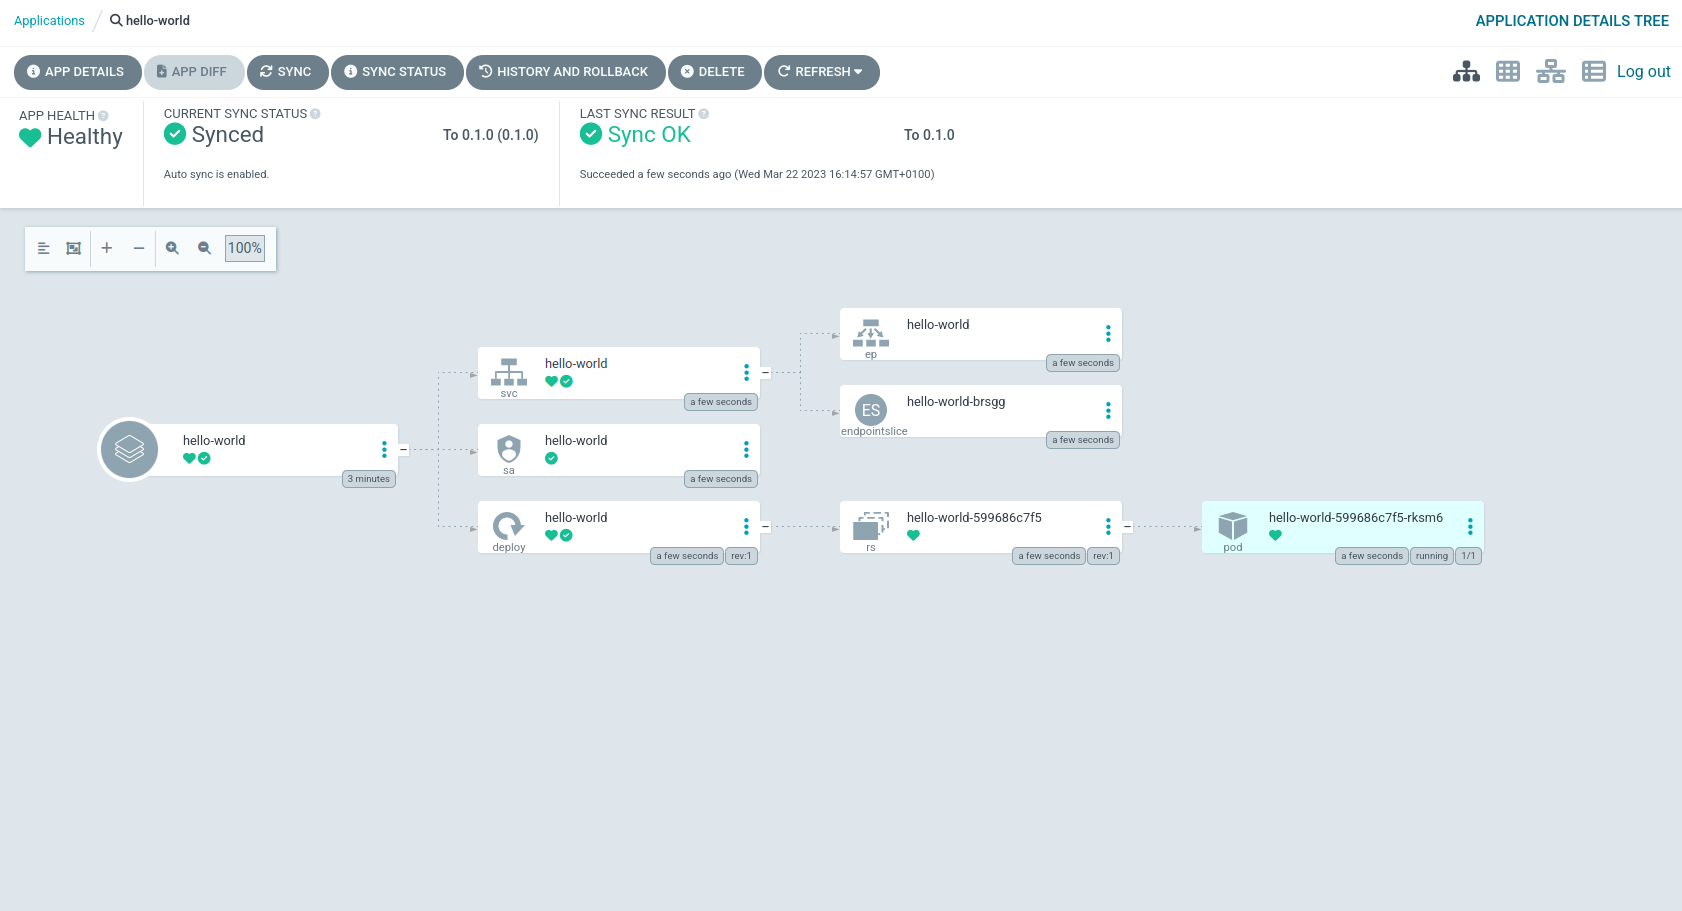 Applications / hello-world
APPLICATION DETAILS TREE
APP DETAILS
APP DIFF
SYNC
SYNC STATUS
HISTORY AND ROLLBACK
DELETE
REFRESH
Log out
APP HEALTH ?
Healthy
CURRENT SYNC STATUS ?
Synced
To 0.1.0 (0.1.0)
Auto sync is enabled.
LAST SYNC RESULT ?
Sync OK
To 0.1.0
Succeeded a few seconds ago (Wed Mar 22 2023 16:14:57 GMT+0100)
100%
hello-world
3 minutes
hello-world
svc
a few seconds
hello-world
sa
a few seconds
hello-world
deploy
a few seconds
rev:1
hello-world
ep
a few seconds
ES
hello-world-brsgg
endpointslice
a few seconds
hello-world-599686c7f5
rs
a few seconds
rev:1
hello-world-599686c7f5-rksm6
pod
a few seconds
running
1/1